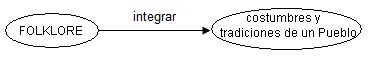 integrar
FOLKLORE
costumbres y
tradiciones de un Pueblo